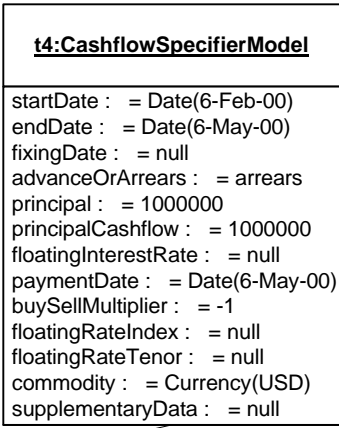 t4:CashflowSpecifierModel
startDate :   = Date(6-Feb-00)
endDate :   = Date(6-May-00)
fixingDate :   = null
advanceOrArrears :   = arrears
principal :   = 1000000
principalCashflow :   = 1000000
floatingInterestRate :   = null
paymentDate :   = Date(6-May-00)
buySellMultiplier :   = -1
floatingRateIndex :   = null
floatingRateTenor :   = null
commodity :   = Currency(USD)
supplementaryData :   = null